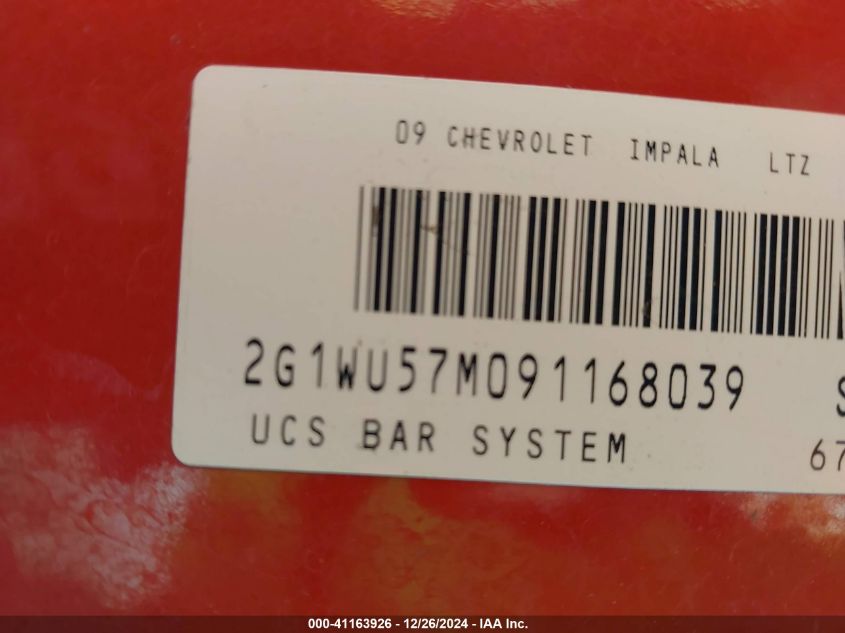 09 CHEVROLET IMPALA LTZ
2G1WU57M091168039 S
UCS BAR SYSTEM 67
000-41163926 - 12/26/2024 - IAA Inc.